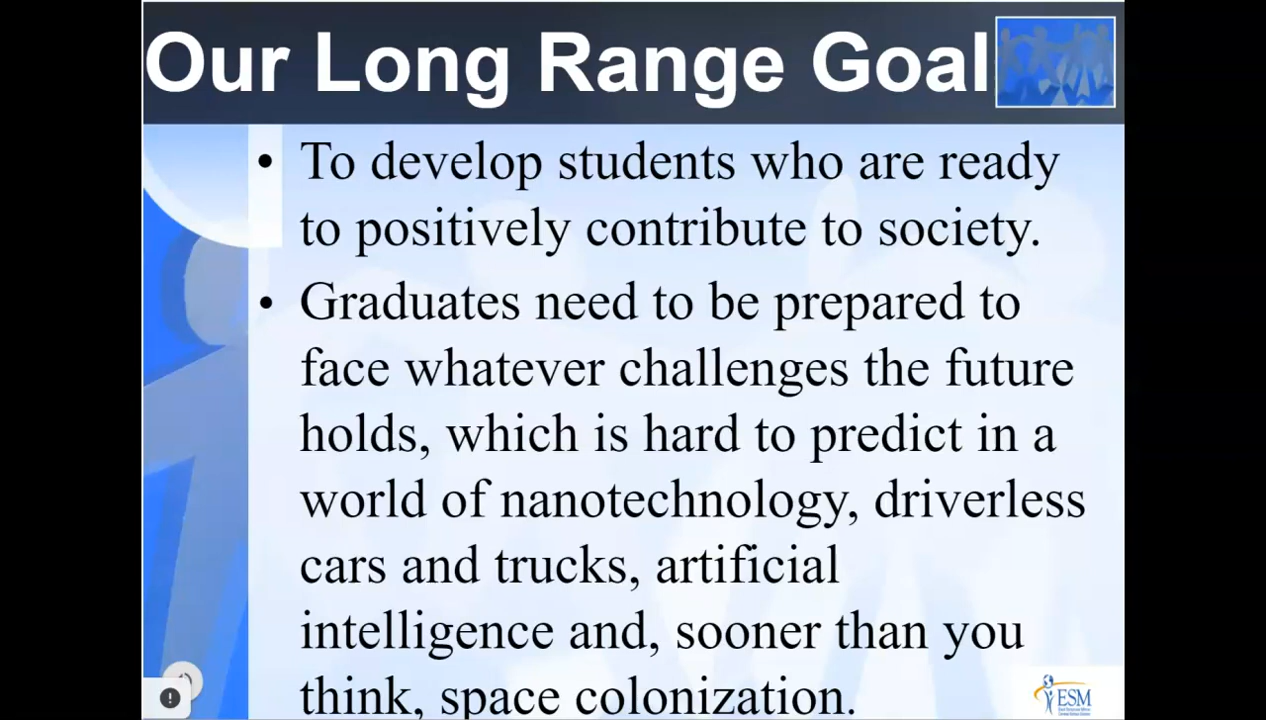 Our Long Range Goal
• To develop students who are ready
to positively contribute to society.
• Graduates need to be prepared to
face whatever challenges the future
holds, which is hard to predict in a
world of nanotechnology, driverless
cars and trucks, artificial
intelligence and, sooner than you
think, space colonization.
ESM